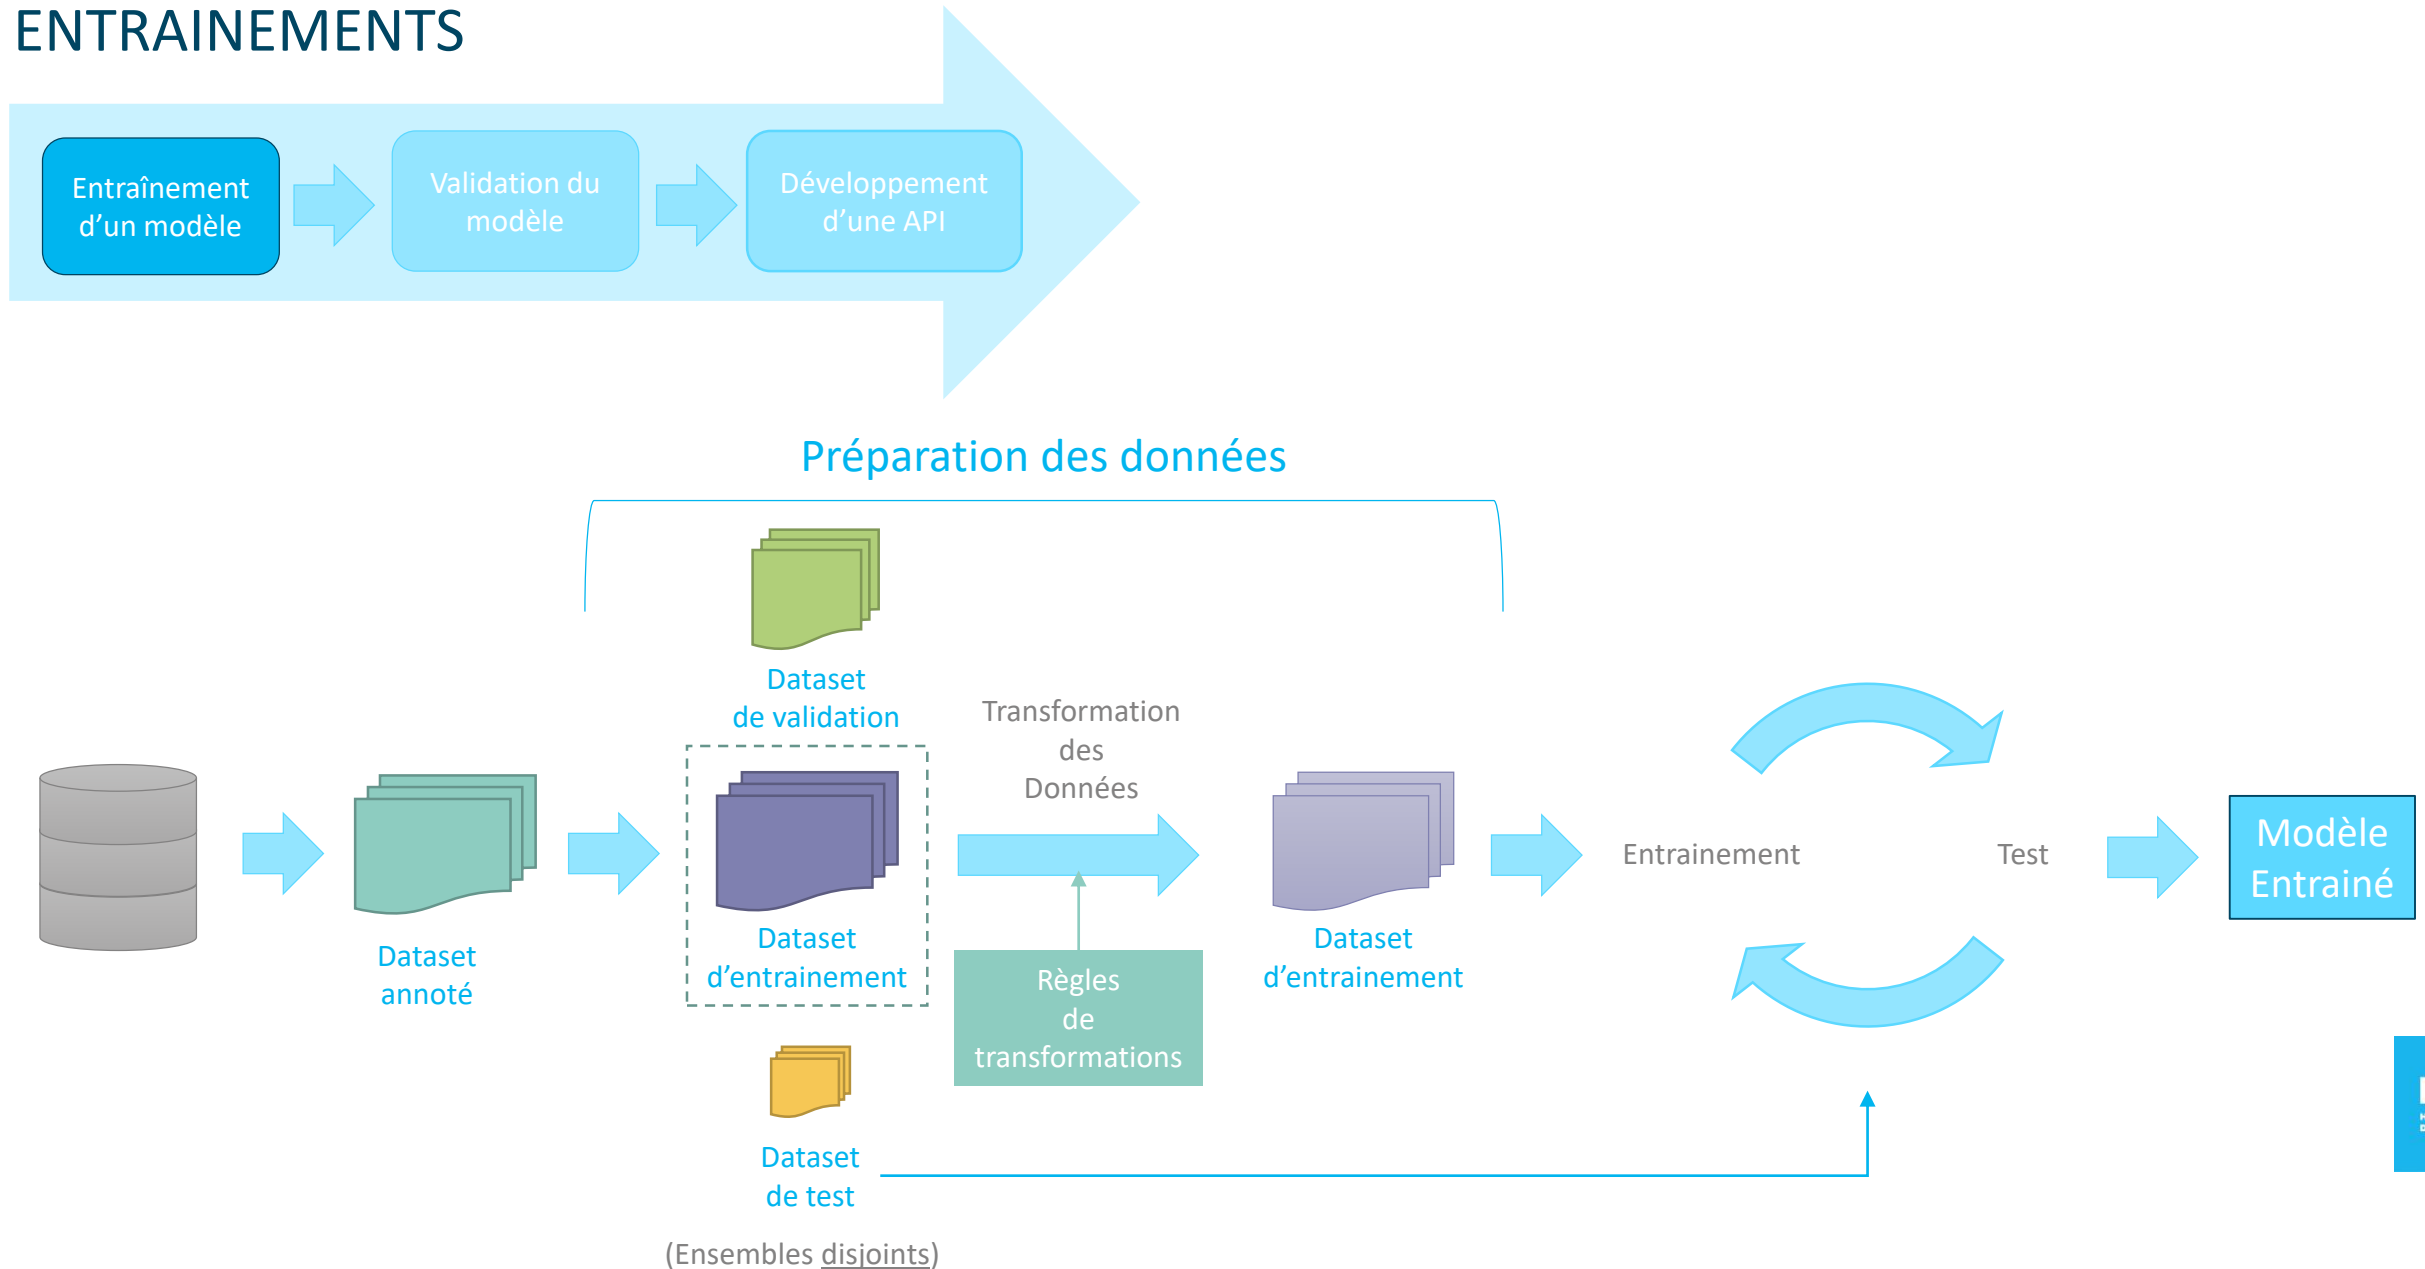 ENTRAINEMENTS
Entraînement
d’un modèle
Validation du
modèle
Développement
d’une API
Préparation des données
Dataset
de validation
Transformation
des
Données
Dataset
annoté
Dataset
d’entrainement
Règles
de
transformations
Dataset
d’entrainement
Entrainement
Test
Modèle
Entrainé
Dataset
de test
(Ensembles disjoints)